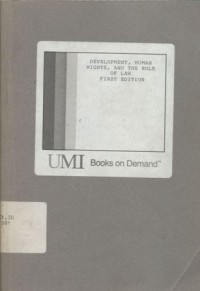 DEVELOPMENT, HUMAN
RIGHTS, AND THE RULE
OF LAW
FIRST EDITION
UMI Books on Demand™